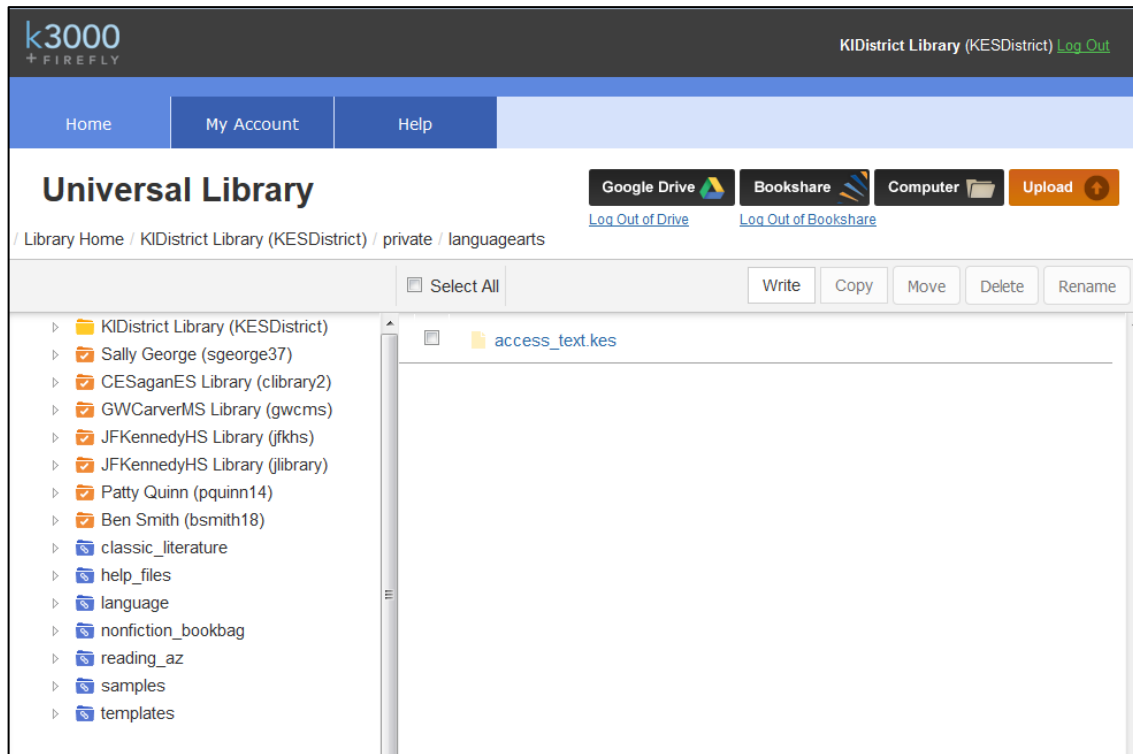 k3000
+ FIREFLY
KIDistrict Library (KESDistrict) Log Out
Home My Account Help
Universal Library
Google Drive Bookshare Computer Upload
Log Out of Drive Log Out of Bookshare
/ Library Home / KIDistrict Library (KESDistrict) / private / languagearts
Select All Write Copy Move Delete Rename
KIDistrict Library (KESDistrict)
access_text.kes
Sally George (sgeorge37)
CESaganES Library (clibrary2)
GWCarverMS Library (gwcms)
JFKennedyHS Library (jfkhs)
JFKennedyHS Library (jlibrary)
Patty Quinn (pquinn14)
Ben Smith (bsmith18)
classic_literature
help_files
language
nonfiction_bookbag
reading_az
samples
templates